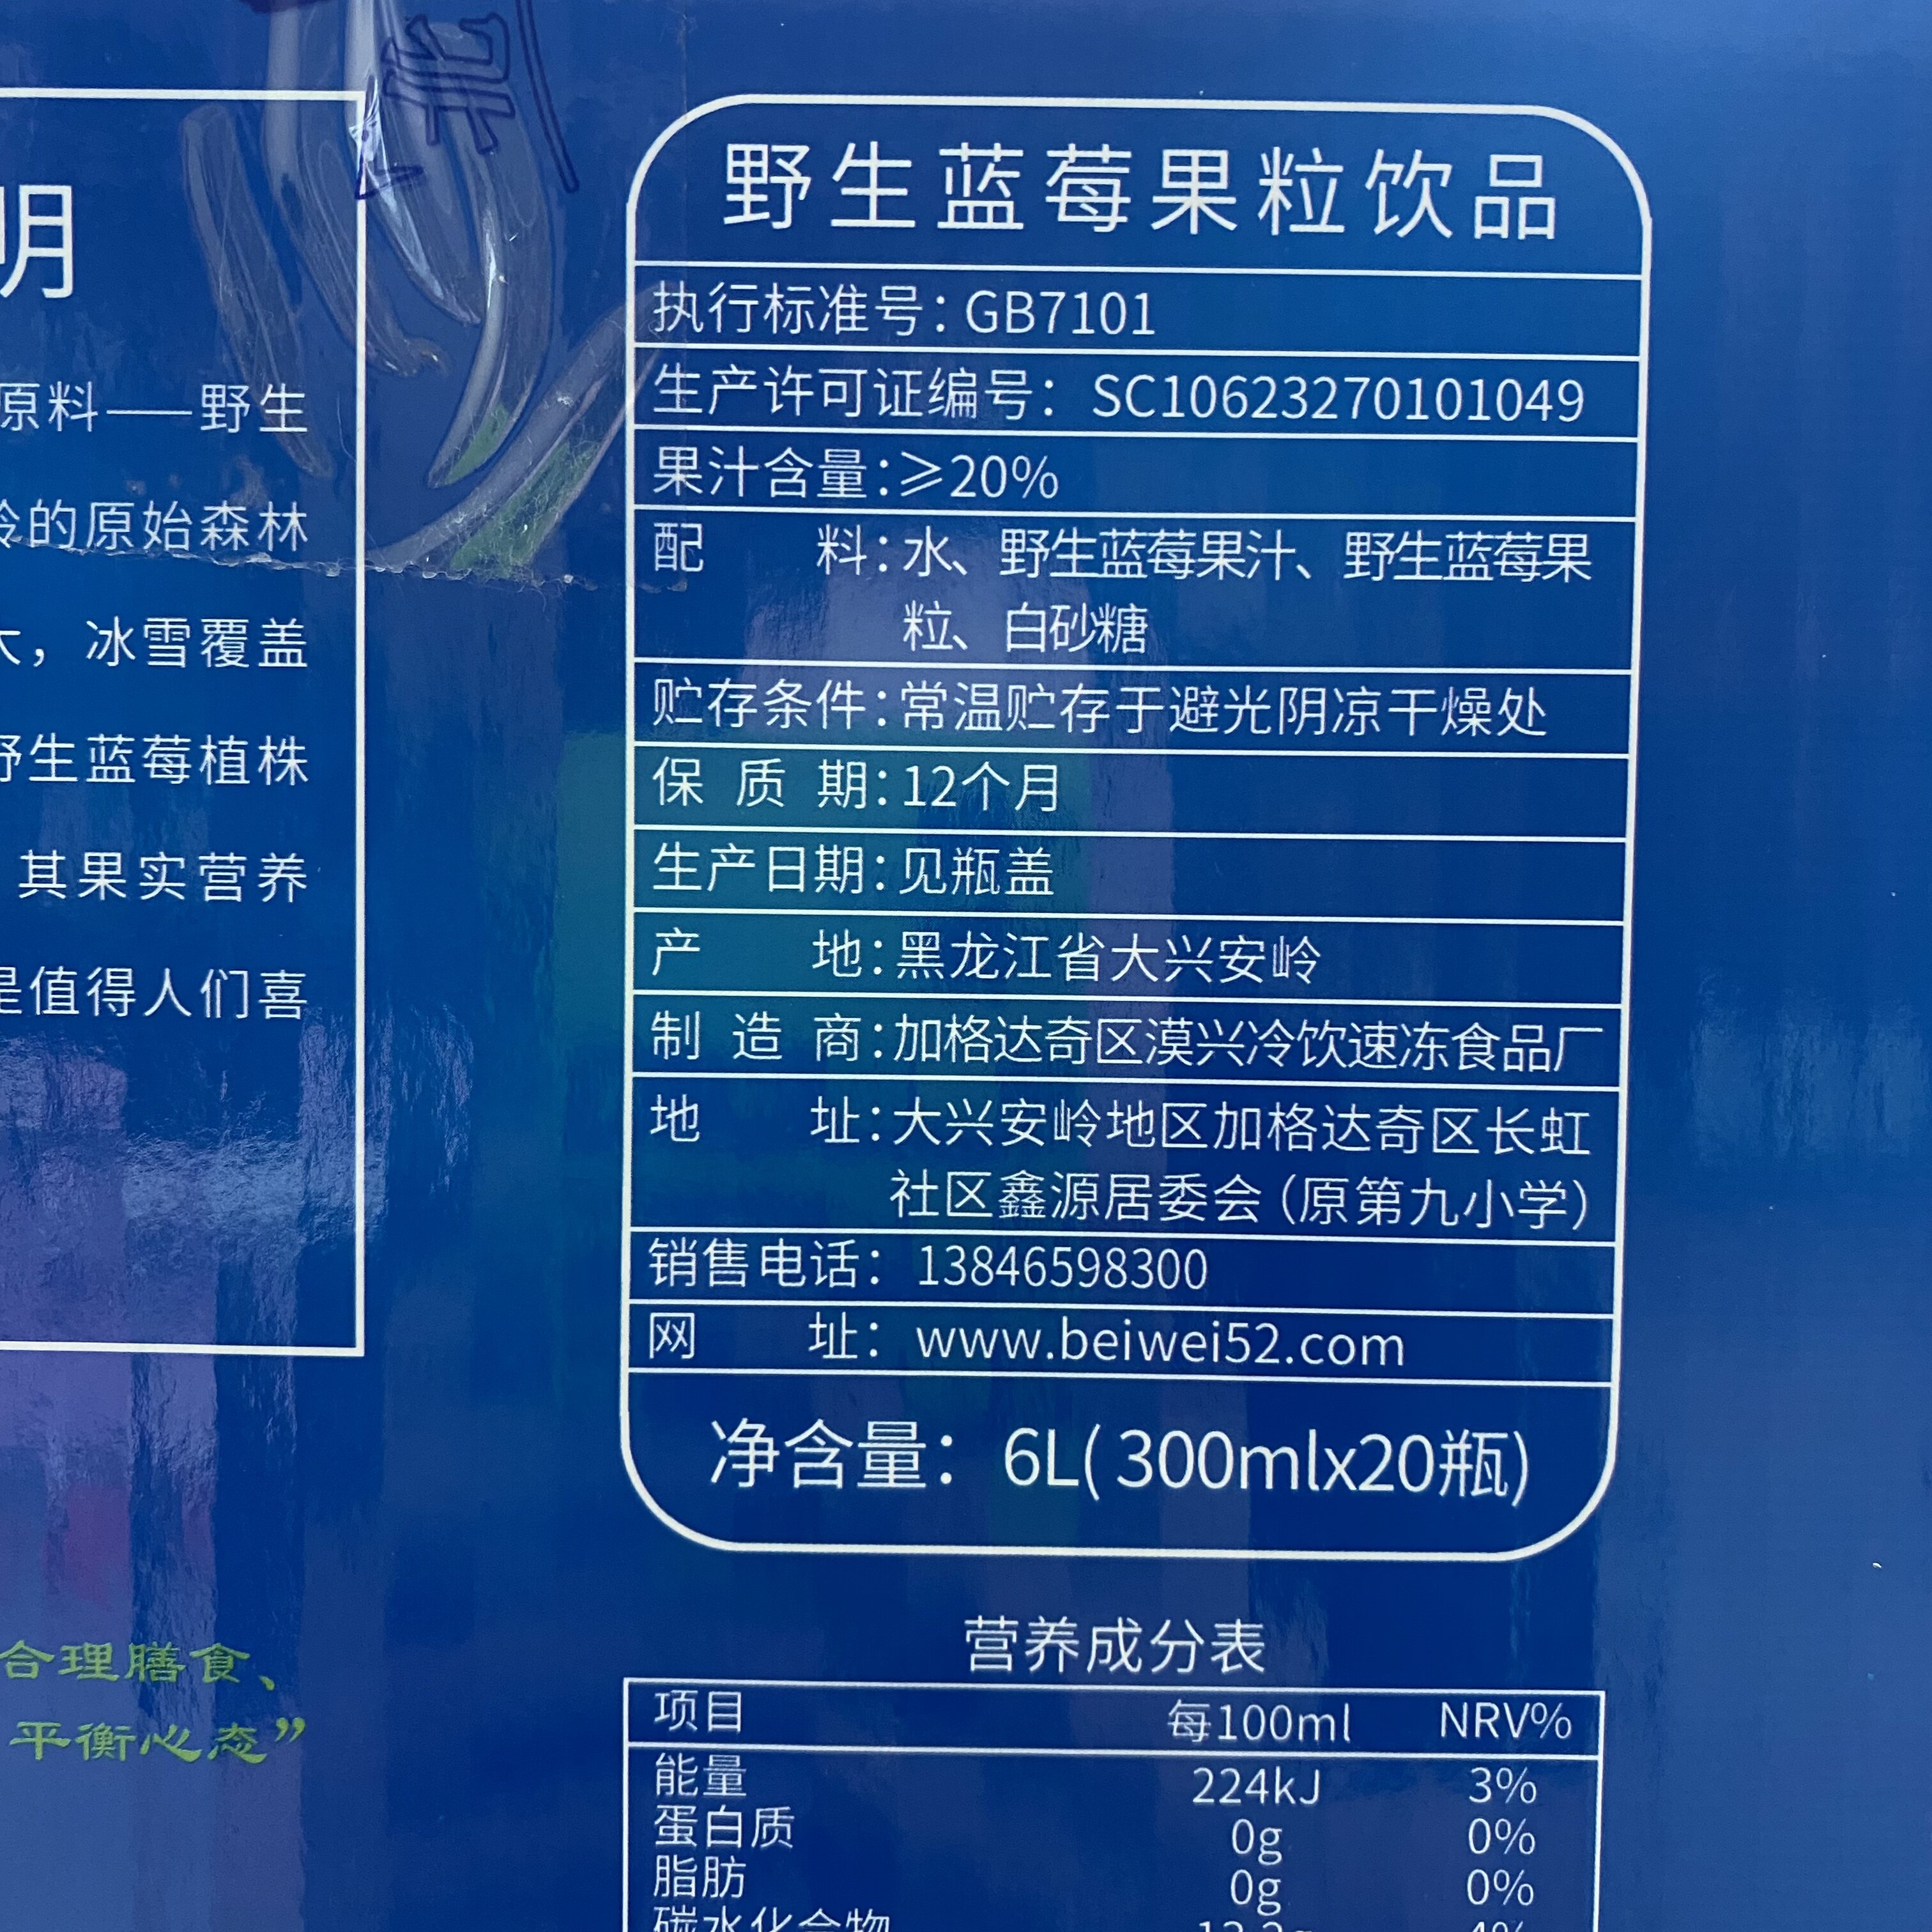 明
原料——野生
的原始森林
，冰雪覆盖
野生蓝莓植株
其果实营养
是值得人们喜
合理膳食、
平衡心态”
野生蓝莓果粒饮品
执行标准号：GB7101
生产许可证编号：SC10623270101049
果汁含量：≥20%
配料：水、野生蓝莓果汁、野生蓝莓果
粒、白砂糖
贮存条件：常温贮存于避光阴凉干燥处
保质期：12个月
生产日期：见瓶盖
产地：黑龙江省大兴安岭
制造商：加格达奇区漠兴冷饮速冻食品厂
地址：大兴安岭地区加格达奇区长虹
社区鑫源居委会（原第九小学）
销售电话：13846598300
网址：www.beiwei52.com
净含量：6L(300mlx20瓶)
营养成分表
项目 每100ml NRV%
能量 224kJ 3%
蛋白质 0g 0%
脂肪 0g 0%
碳水化合物